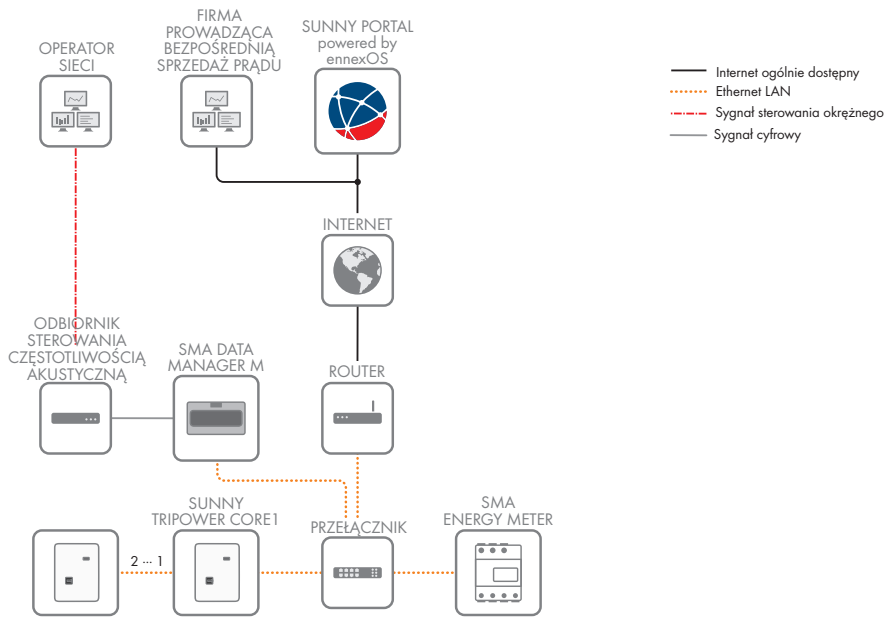 FIRMA
PROWADZĄCA
BEZPOŚREDNIĄ
SPRZEDAŻ PRĄDU
SUNNY PORTAL
powered by
ennexOS
OPERATOR
SIECI
Internet ogólnie dostępny
Ethernet LAN
Sygnał sterowania okrężnego
Sygnał cyfrowy
INTERNET
ODBIORNIK
STEROWANIA
CZĘSTOTLIWOŚCIĄ
AKUSTYCZNĄ
SMA DATA
MANAGER M
ROUTER
SUNNY
TRIPOWER CORE1
PRZEŁĄCZNIK
SMA
ENERGY METER
2 ... 1